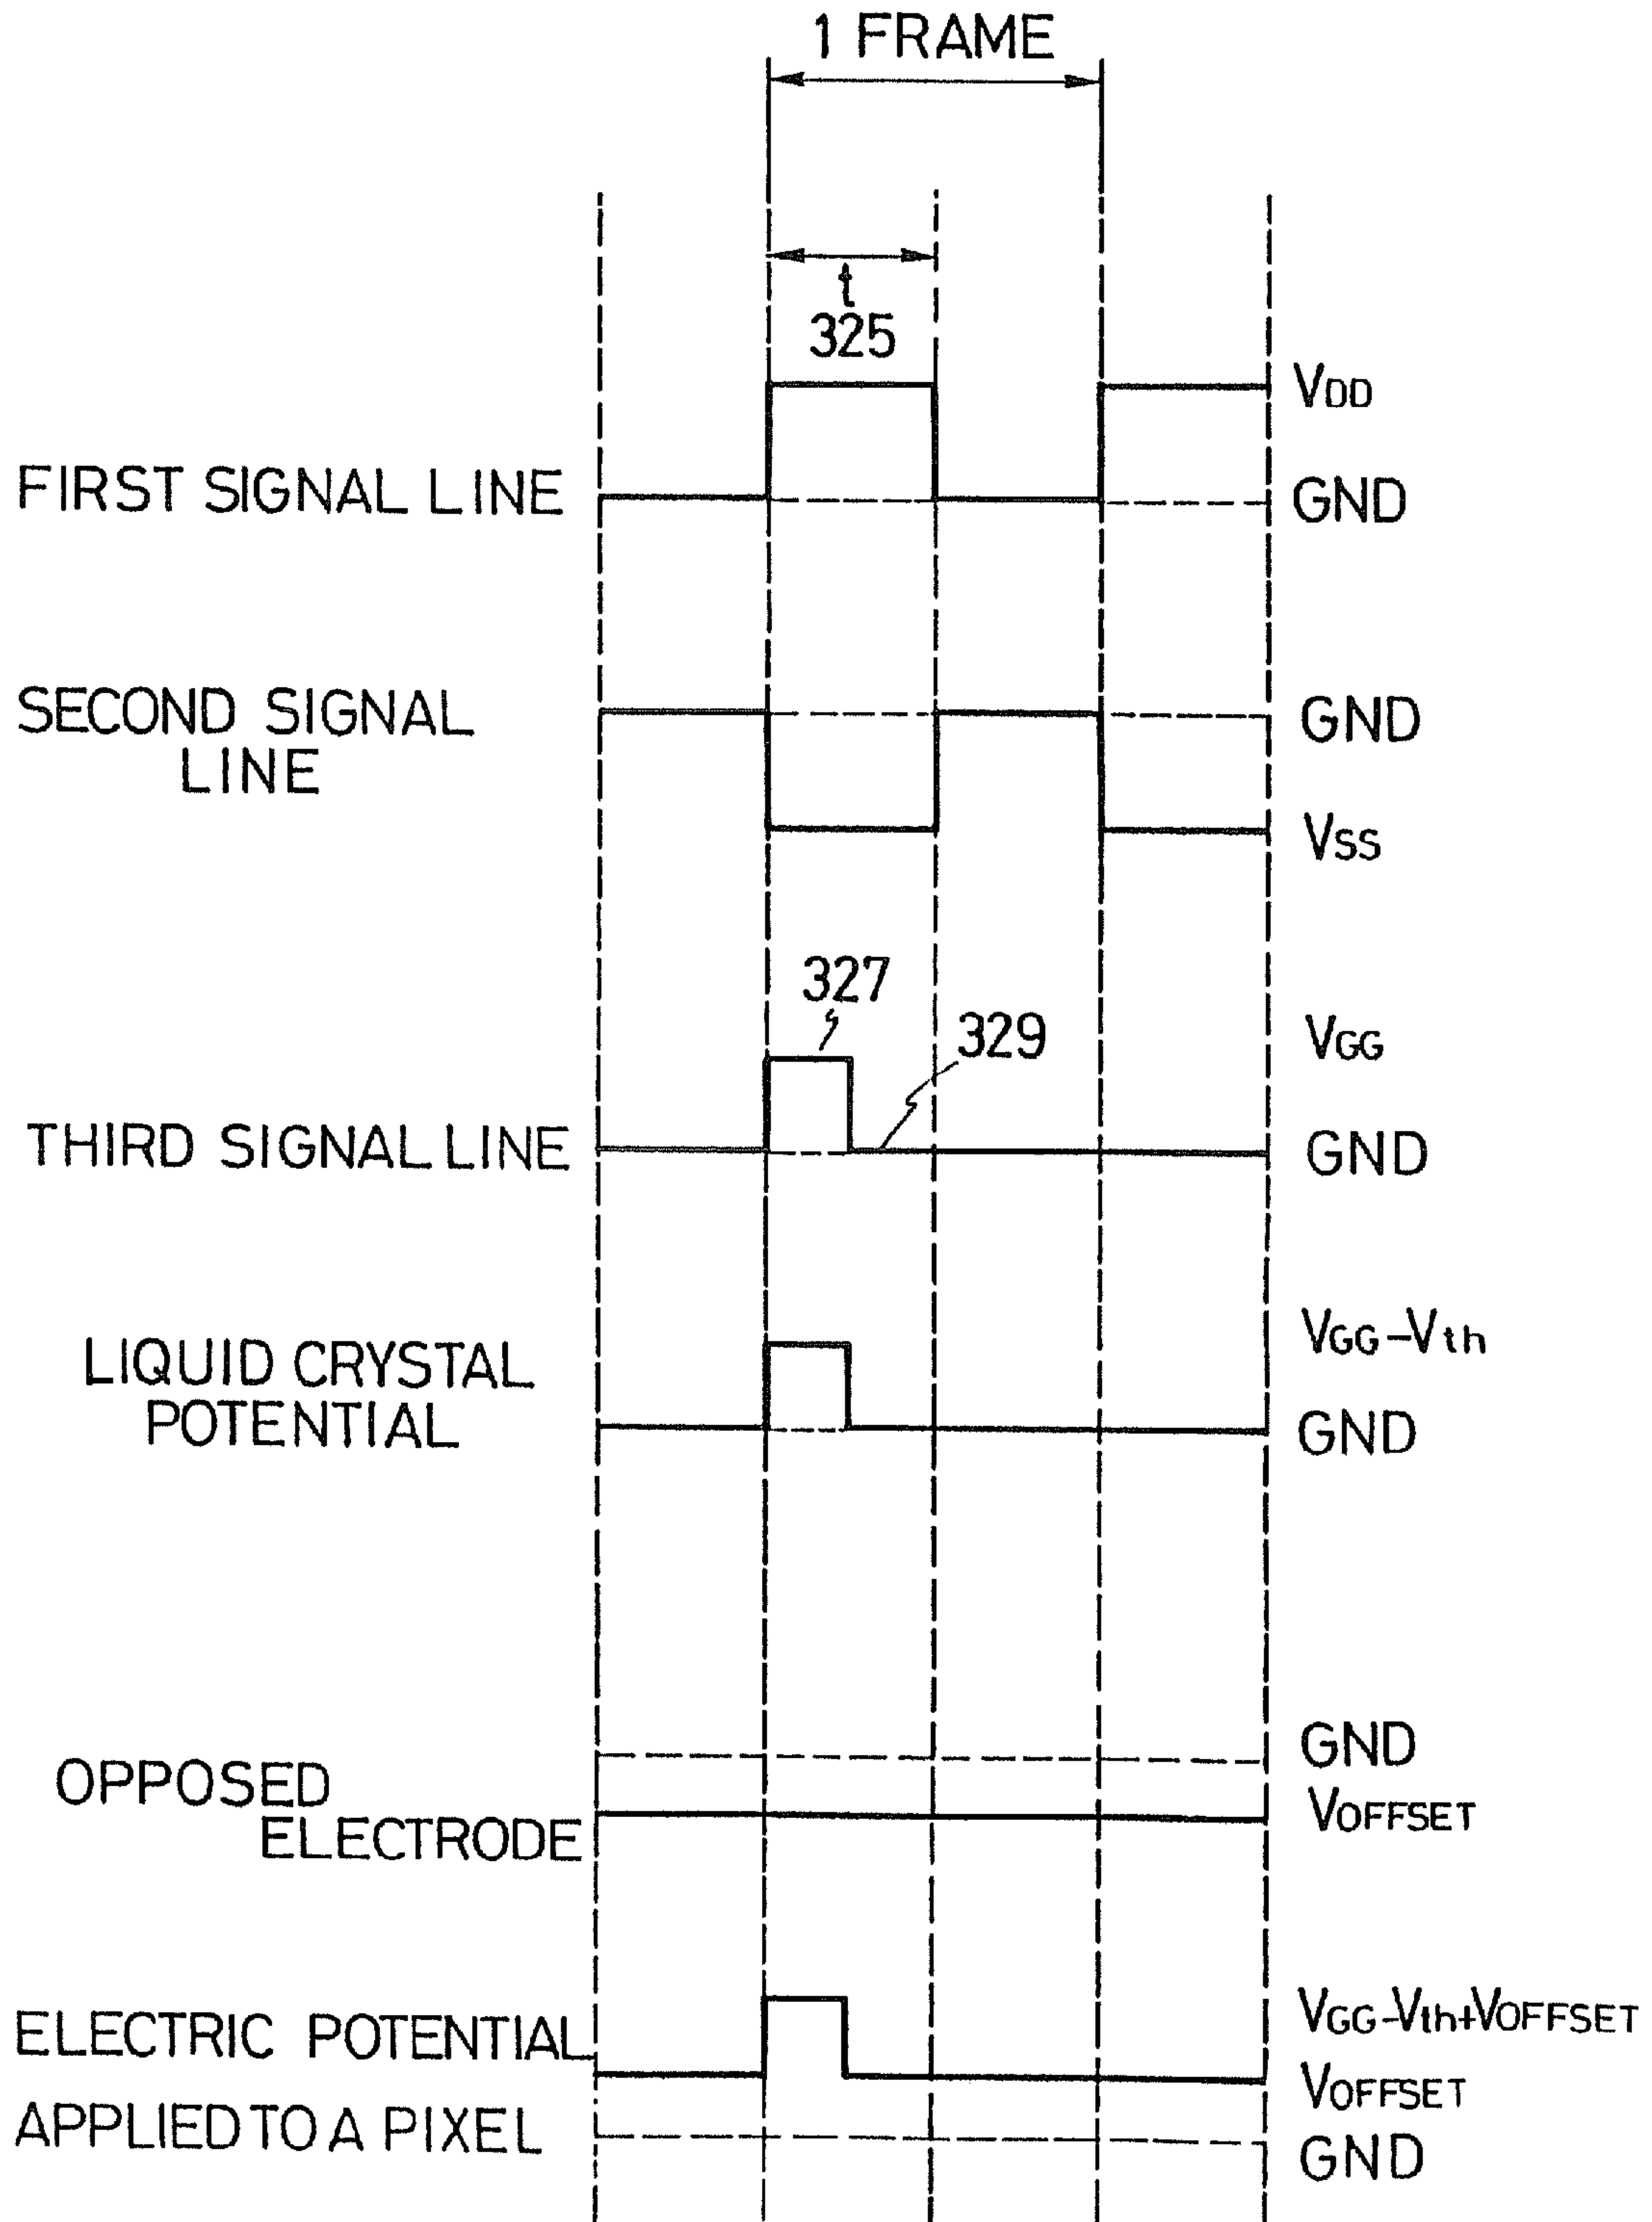 1 FRAME
t
325
VDD
FIRST SIGNAL LINE
GND
SECOND SIGNAL
LINE
GND
VSS
327
329
VGG
THIRD SIGNAL LINE
GND
LIQUID CRYSTAL
POTENTIAL
VGG-Vth
GND
GND
OPPOSED
ELECTRODE
VOFFSET
ELECTRIC POTENTIAL
APPLIED TO A PIXEL
VGG-Vth+VOFFSET
VOFFSET
GND